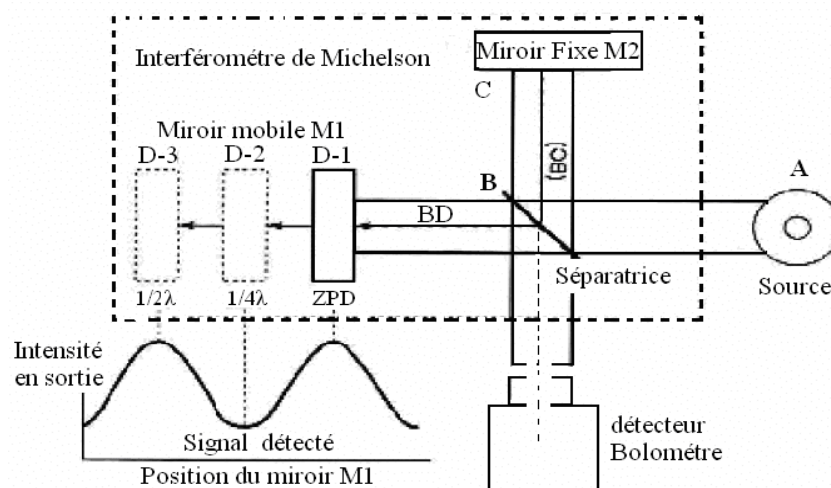 Interféromètre de Michelson
Miroir Fixe M2
C
Miroir mobile M1
D-3 D-2 D-1
(BC)
A
B
BD
Séparatrice
Source
1/2λ 1/4λ ZPD
Intensité
en sortie
Signal détecté
Position du miroir M1
détecteur
Bolométre